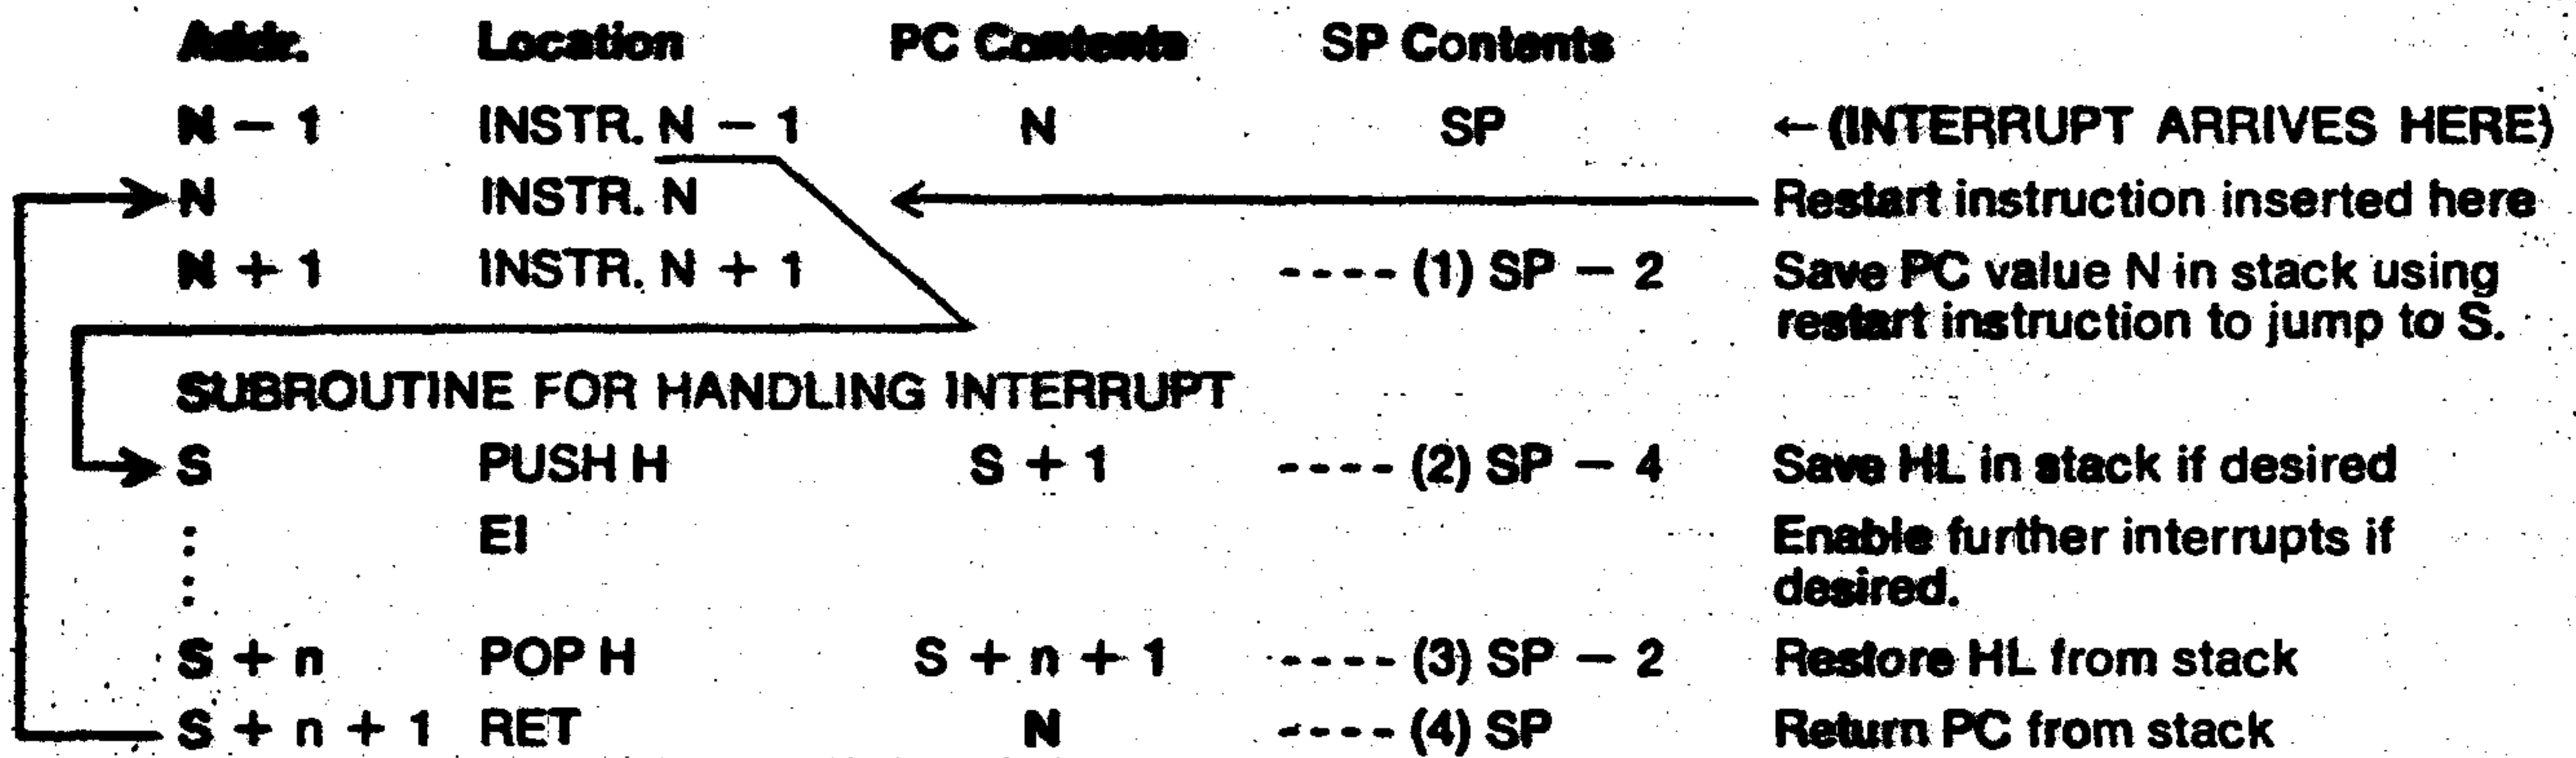 Addr. Location PC Contents SP Contents
N − 1 INSTR. N − 1 N SP ←(INTERRUPT ARRIVES HERE)
N INSTR. N Restart instruction inserted here
N + 1 INSTR. N + 1 ---- (1) SP − 2 Save PC value N in stack using
restart instruction to jump to S.
SUBROUTINE FOR HANDLING INTERRUPT
S PUSH H S + 1 ---- (2) SP − 4 Save HL in stack if desired
: EI Enable further interrupts if
: desired.
S + n POP H S + n + 1 ---- (3) SP − 2 Restore HL from stack
S + n + 1 RET N ---- (4) SP Return PC from stack